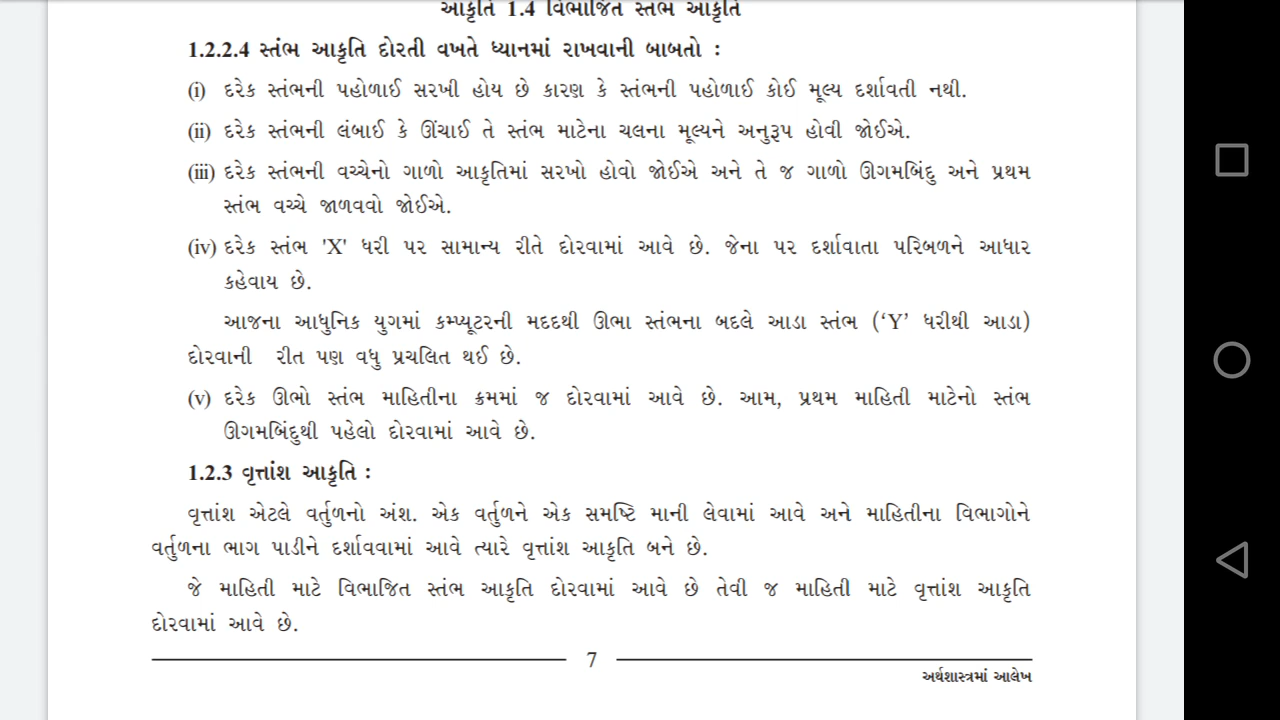 આકૃતિ 1.4 વિભાજિત સ્તંભ આકૃતિ
1.2.2.4 સ્તંભ આકૃતિ દોરતી વખતે ધ્યાનમાં રાખવાની બાબતો :
(i) દરેક સ્તંભની પહોળાઈ સરખી હોય છે કારણ કે સ્તંભની પહોળાઈ કોઈ મૂલ્ય દર્શાવતી નથી.
(ii) દરેક સ્તંભની લંબાઈ કે ઊંચાઈ તે સ્તંભ માટેના ચલના મૂલ્યને અનુરૂપ હોવી જોઈએ.
(iii) દરેક સ્તંભની વચ્ચેનો ગાળો આકૃતિમાં સરખો હોવો જોઈએ અને તે જ ગાળો ઊગમબિંદુ અને પ્રથમ
સ્તંભ વચ્ચે જાળવવો જોઈએ.
(iv) દરેક સ્તંભ 'X' ધરી પર સામાન્ય રીતે દોરવામાં આવે છે. જેના પર દર્શાવાતા પરિબળને આધાર
કહેવાય છે.
આજના આધુનિક યુગમાં કમ્પ્યૂટરની મદદથી ઊભા સ્તંભના બદલે આડા સ્તંભ (‘Y’ ધરીથી આડા)
દોરવાની રીત પણ વધુ પ્રચલિત થઈ છે.
(v) દરેક ઊભો સ્તંભ માહિતીના ક્રમમાં જ દોરવામાં આવે છે. આમ, પ્રથમ માહિતી માટેનો સ્તંભ
ઊગમબિંદુથી પહેલો દોરવામાં આવે છે.
1.2.3 વૃત્તાંશ આકૃતિ :
વૃત્તાંશ એટલે વર્તુળનો અંશ. એક વર્તુળને એક સમષ્ટિ માની લેવામાં આવે અને માહિતીના વિભાગોને
વર્તુળના ભાગ પાડીને દર્શાવવામાં આવે ત્યારે વૃત્તાંશ આકૃતિ બને છે.
જે માહિતી માટે વિભાજિત સ્તંભ આકૃતિ દોરવામાં આવે છે તેવી જ માહિતી માટે વૃત્તાંશ આકૃતિ
દોરવામાં આવે છે.
7
અર્થશાસ્ત્રમાં આલેખ